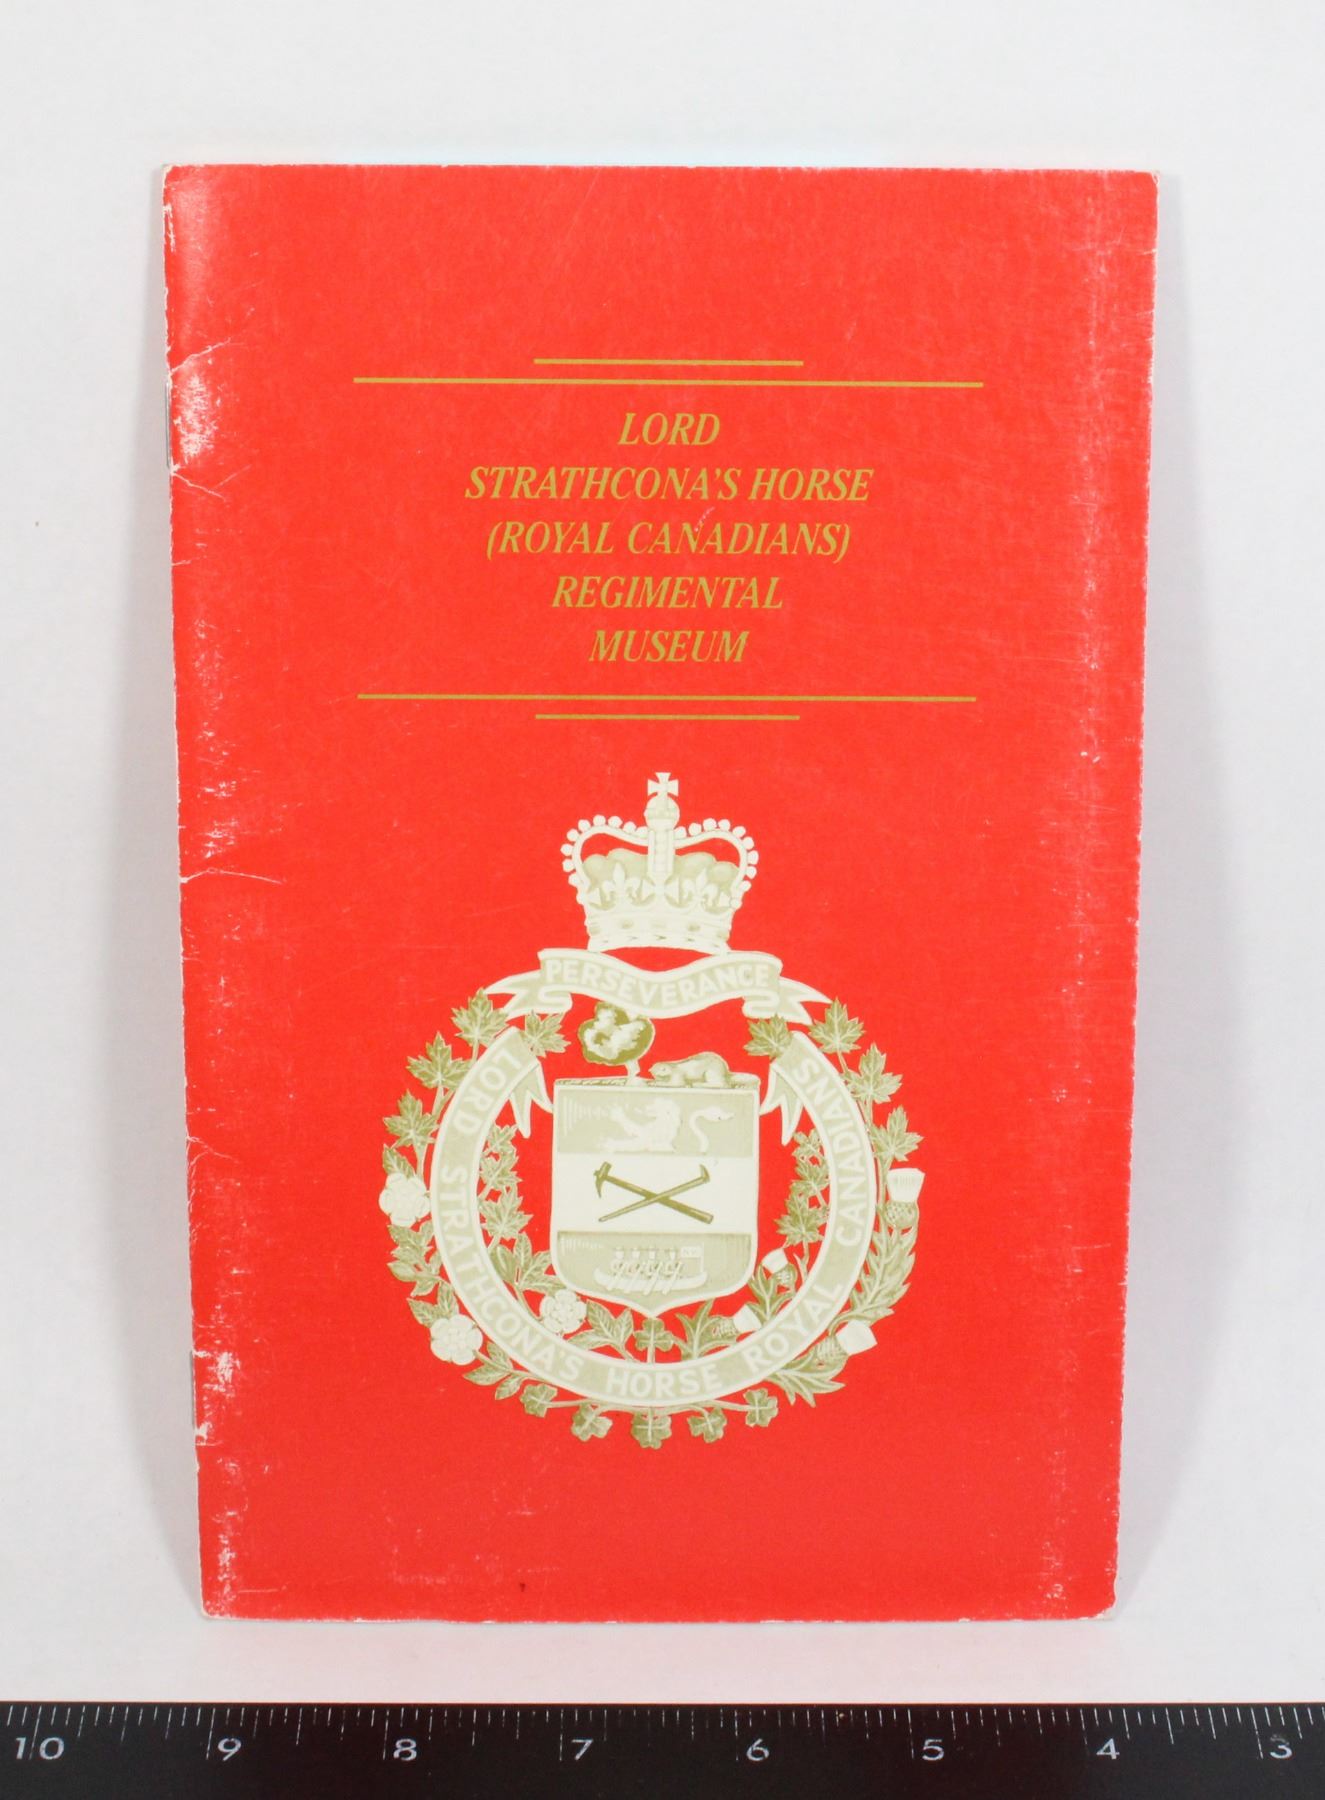 LORD
STRATHCONA'S HORSE
(ROYAL CANADIANS)
REGIMENTAL
MUSEUM
PERSEVERANCE
LORD STRATHCONA'S HORSE ROYAL CANADIANS
10 9 8 7 6 5 4 3